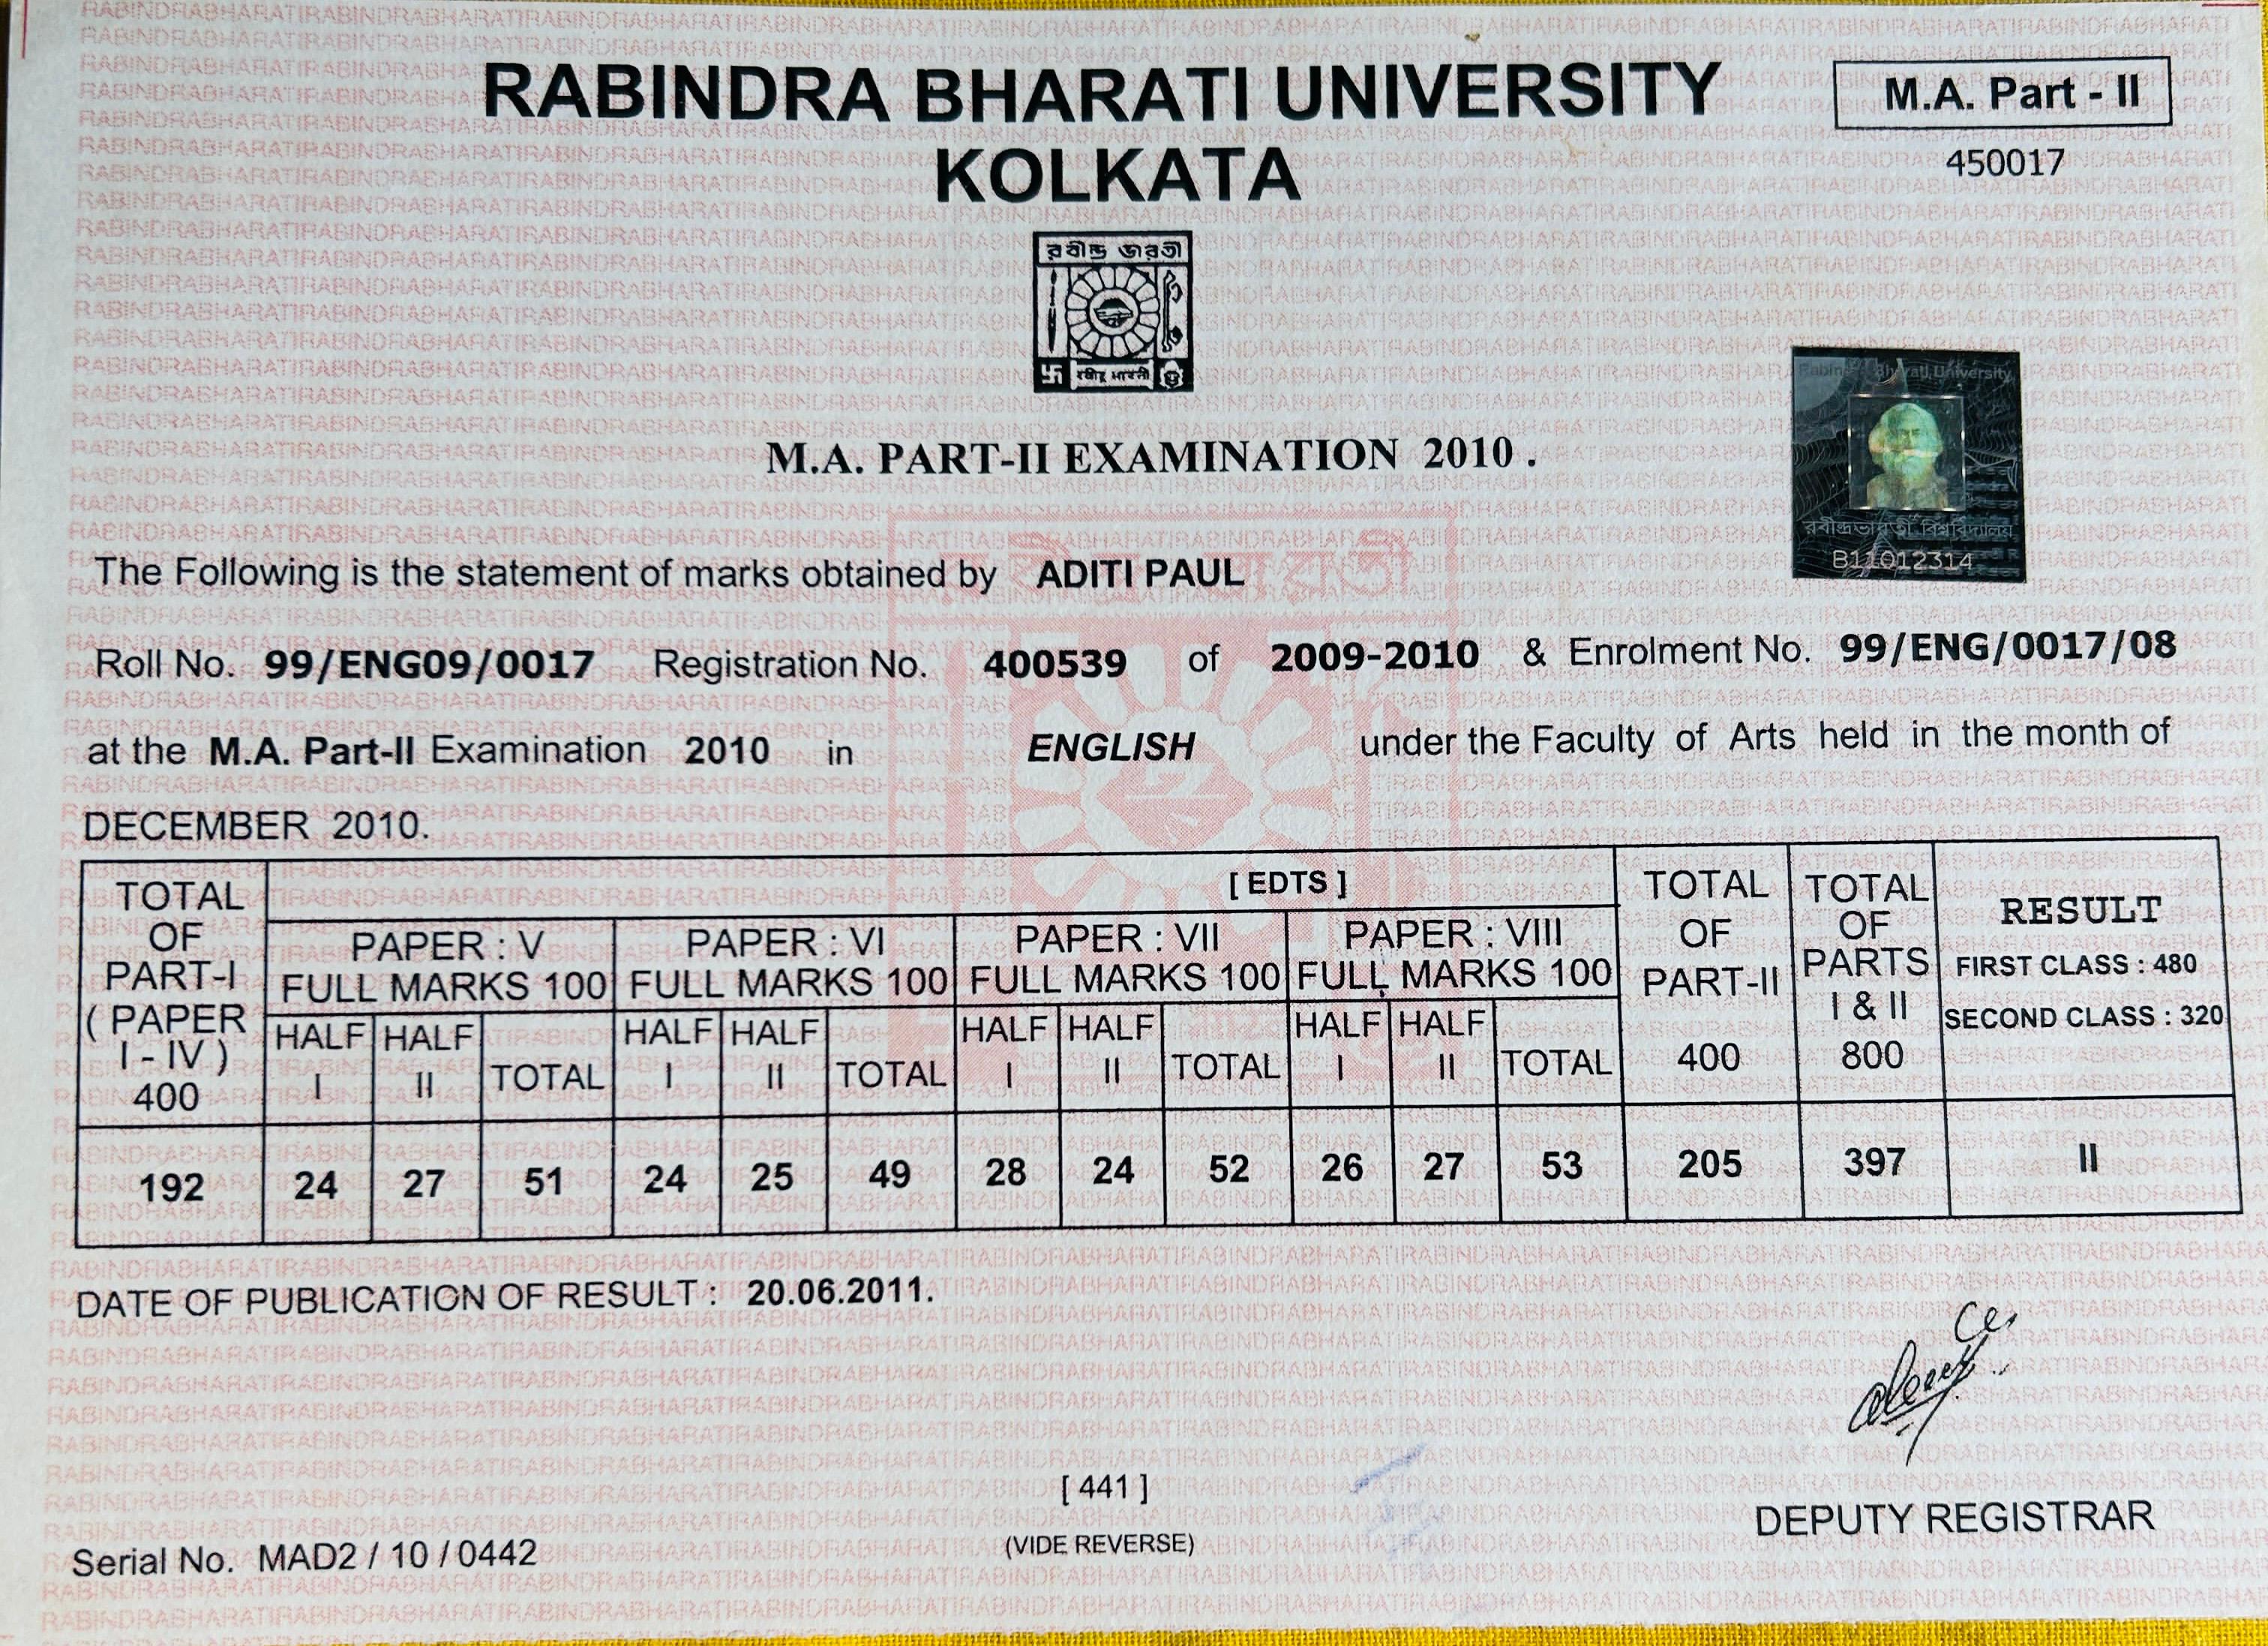 RABINDRA BHARATI UNIVERSITY
KOLKATA
M.A. Part - II
450017
রবীন্দ্র ভারতী
रवीन्द्र भारती
Rabindra Bharati University
রবীন্দ্রভারতী বিশ্ববিদ্যালয়
B11012314
M.A. PART-II EXAMINATION 2010 .
The Following is the statement of marks obtained by ADITI PAUL
Roll No. 99/ENG09/0017 Registration No. 400539 of 2009-2010 & Enrolment No. 99/ENG/0017/08
at the M.A. Part-II Examination 2010 in ENGLISH under the Faculty of Arts held in the month of
DECEMBER 2010.
TOTAL OF PART-I ( PAPER I - IV ) 400
[ EDTS ]
PAPER : V FULL MARKS 100
PAPER : VI FULL MARKS 100
PAPER : VII FULL MARKS 100
PAPER : VIII FULL MARKS 100
HALF I HALF II TOTAL HALF I HALF II TOTAL HALF I HALF II TOTAL HALF I HALF II TOTAL
TOTAL OF PART-II 400
TOTAL OF PARTS I & II 800
RESULT
FIRST CLASS : 480
SECOND CLASS : 320
192 24 27 51 24 25 49 28 24 52 26 27 53 205 397 II
DATE OF PUBLICATION OF RESULT : 20.06.2011.
[ 441 ]
(VIDE REVERSE)
DEPUTY REGISTRAR
Serial No. MAD2 / 10 / 0442